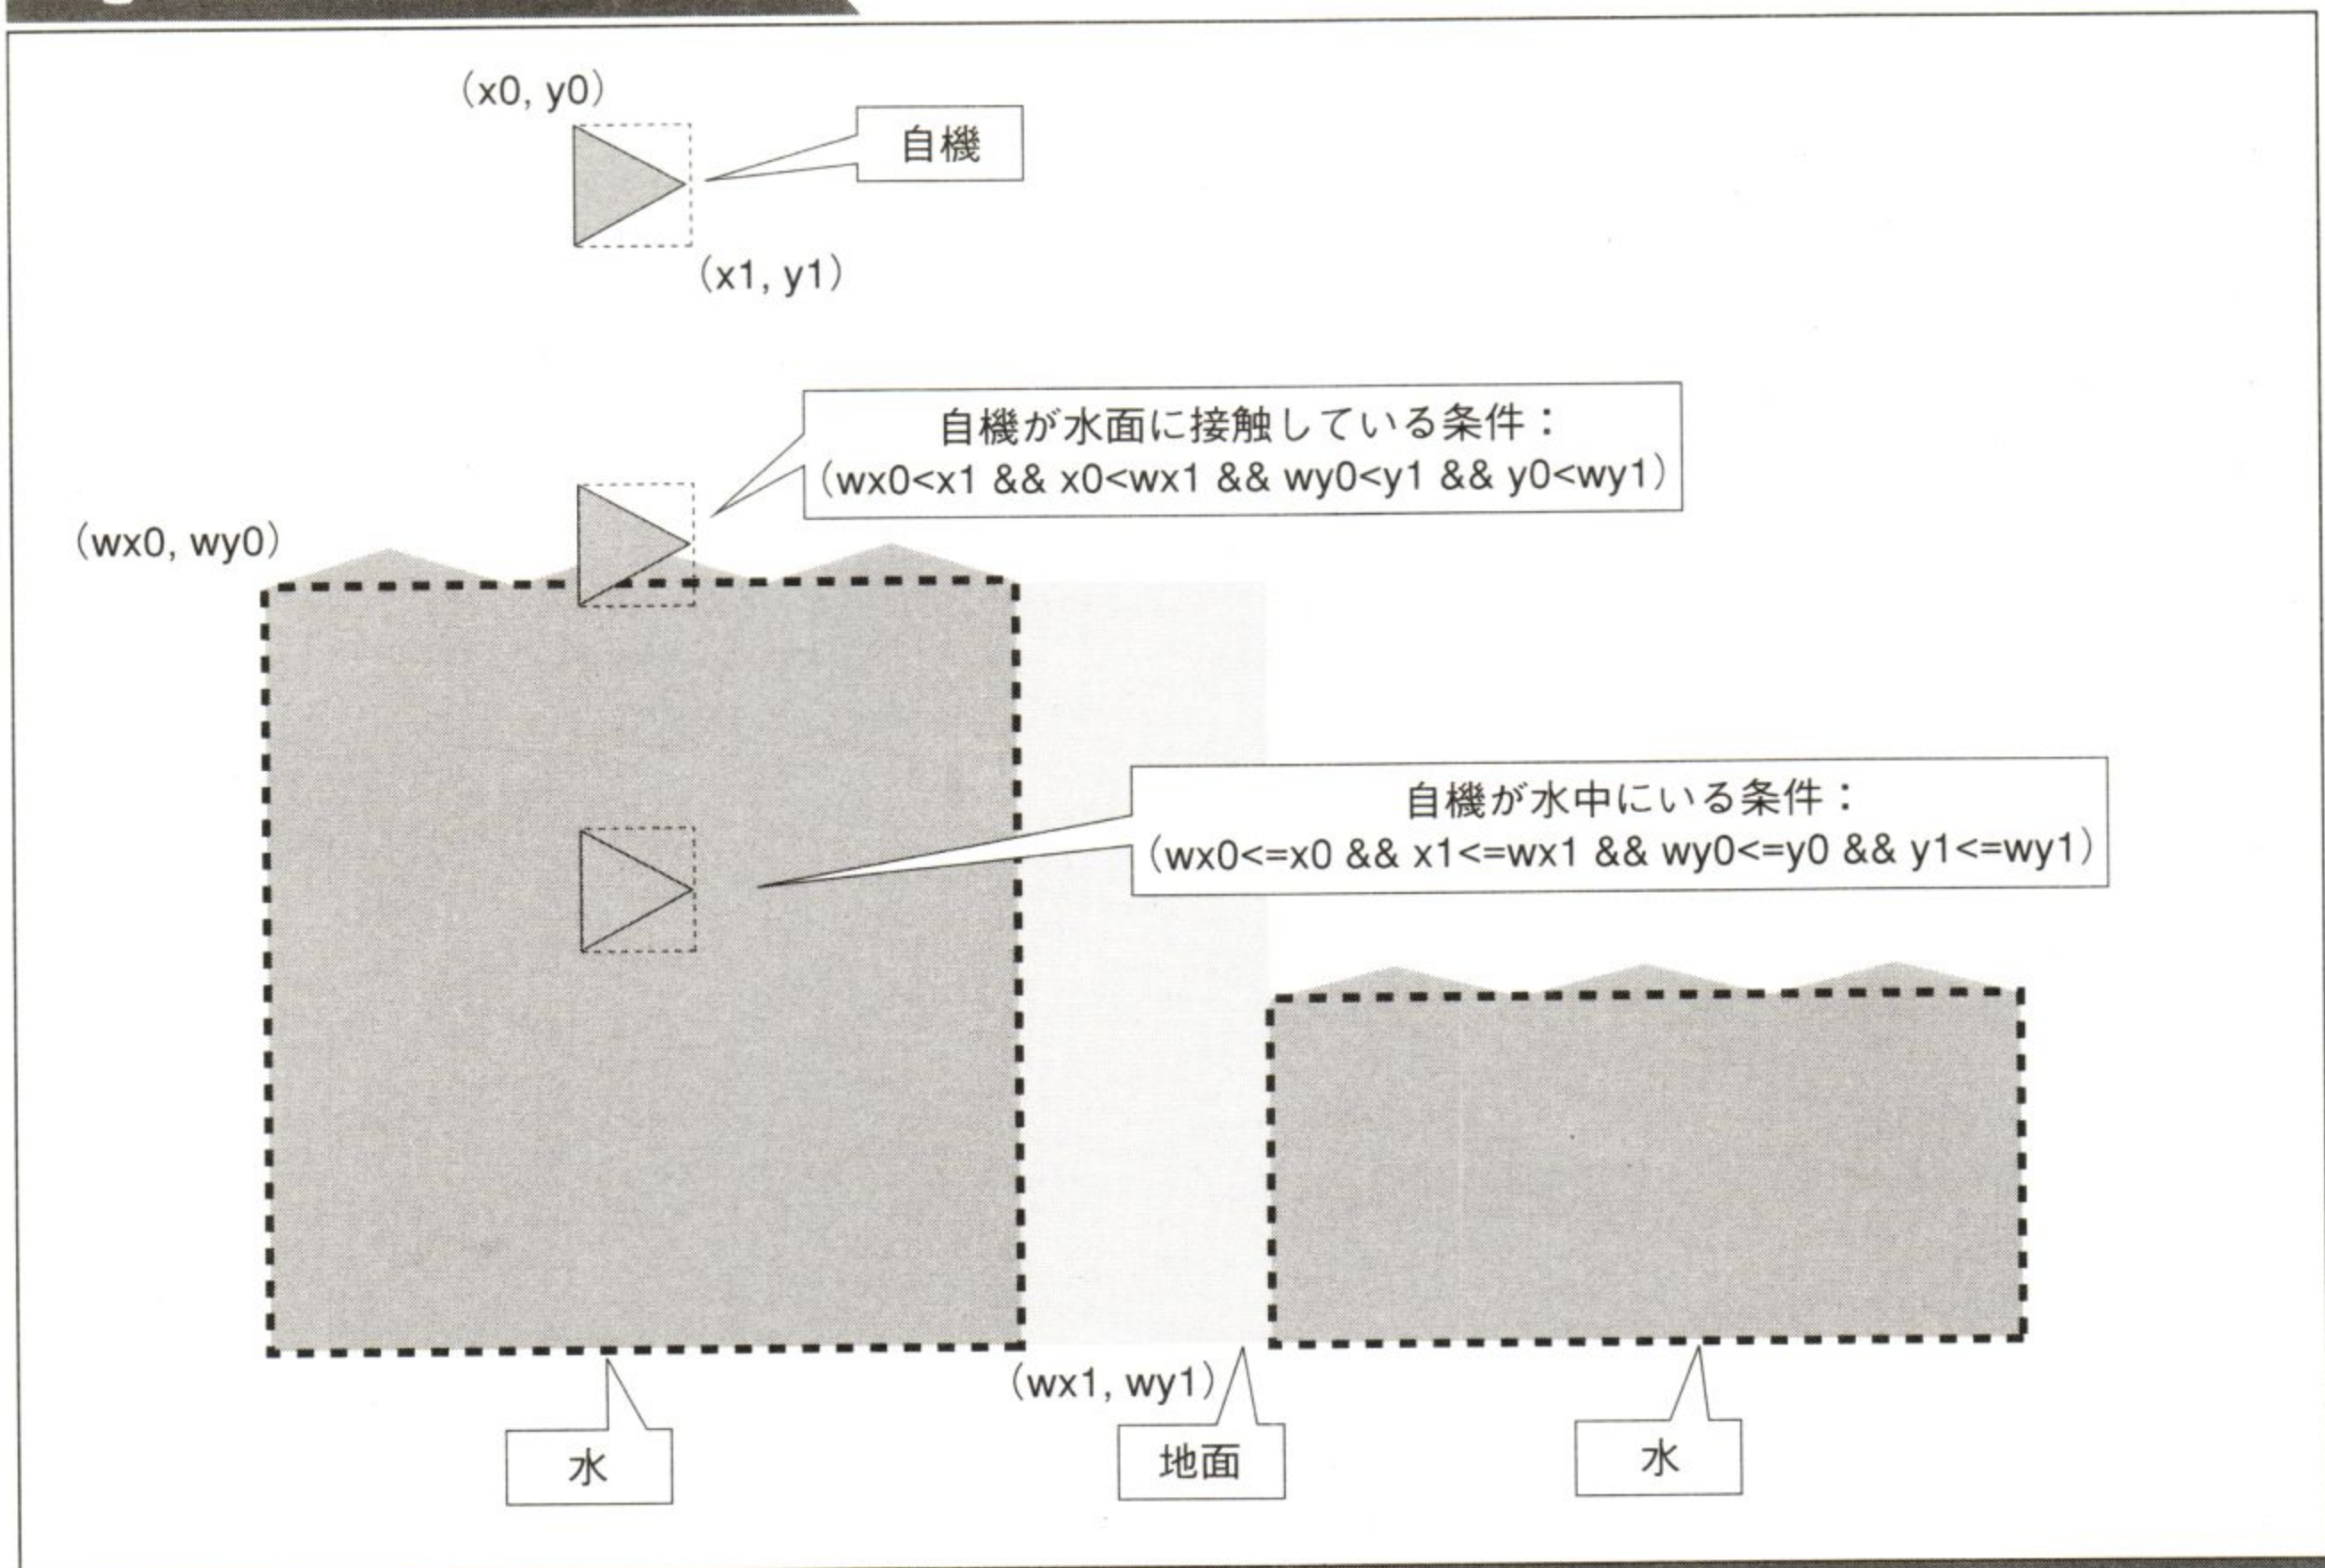 (x0, y0)
自機
(x1, y1)
自機が水面に接触している条件：
(wx0<x1 && x0<wx1 && wy0<y1 && y0<wy1)
(wx0, wy0)
自機が水中にいる条件：
(wx0<=x0 && x1<=wx1 && wy0<=y0 && y1<=wy1)
(wx1, wy1)
水
地面
水